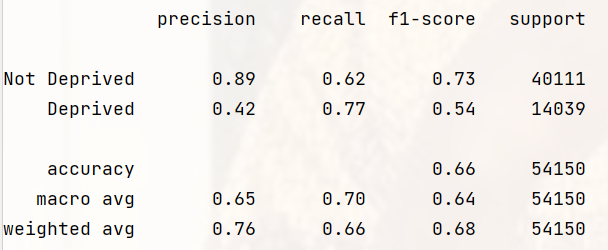 precision recall f1-score support
Not Deprived 0.89 0.62 0.73 40111
Deprived 0.42 0.77 0.54 14039
accuracy 0.66 54150
macro avg 0.65 0.70 0.64 54150
weighted avg 0.76 0.66 0.68 54150